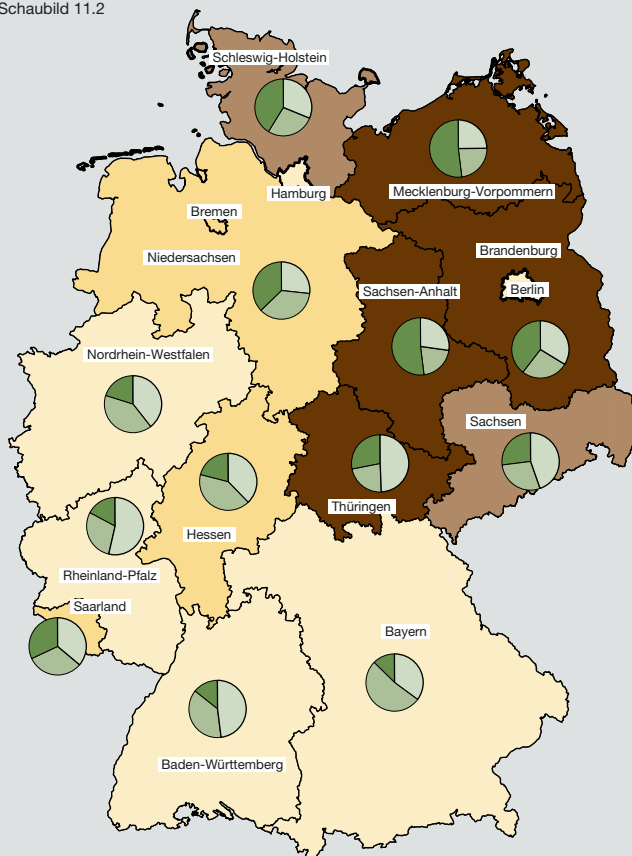 Schaubild 11.2
Schleswig-Holstein
Mecklenburg-Vorpommern
Hamburg
Bremen
Niedersachsen
Brandenburg
Sachsen-Anhalt
Berlin
Nordrhein-Westfalen
Sachsen
Thüringen
Hessen
Rheinland-Pfalz
Saarland
Bayern
Baden-Württemberg